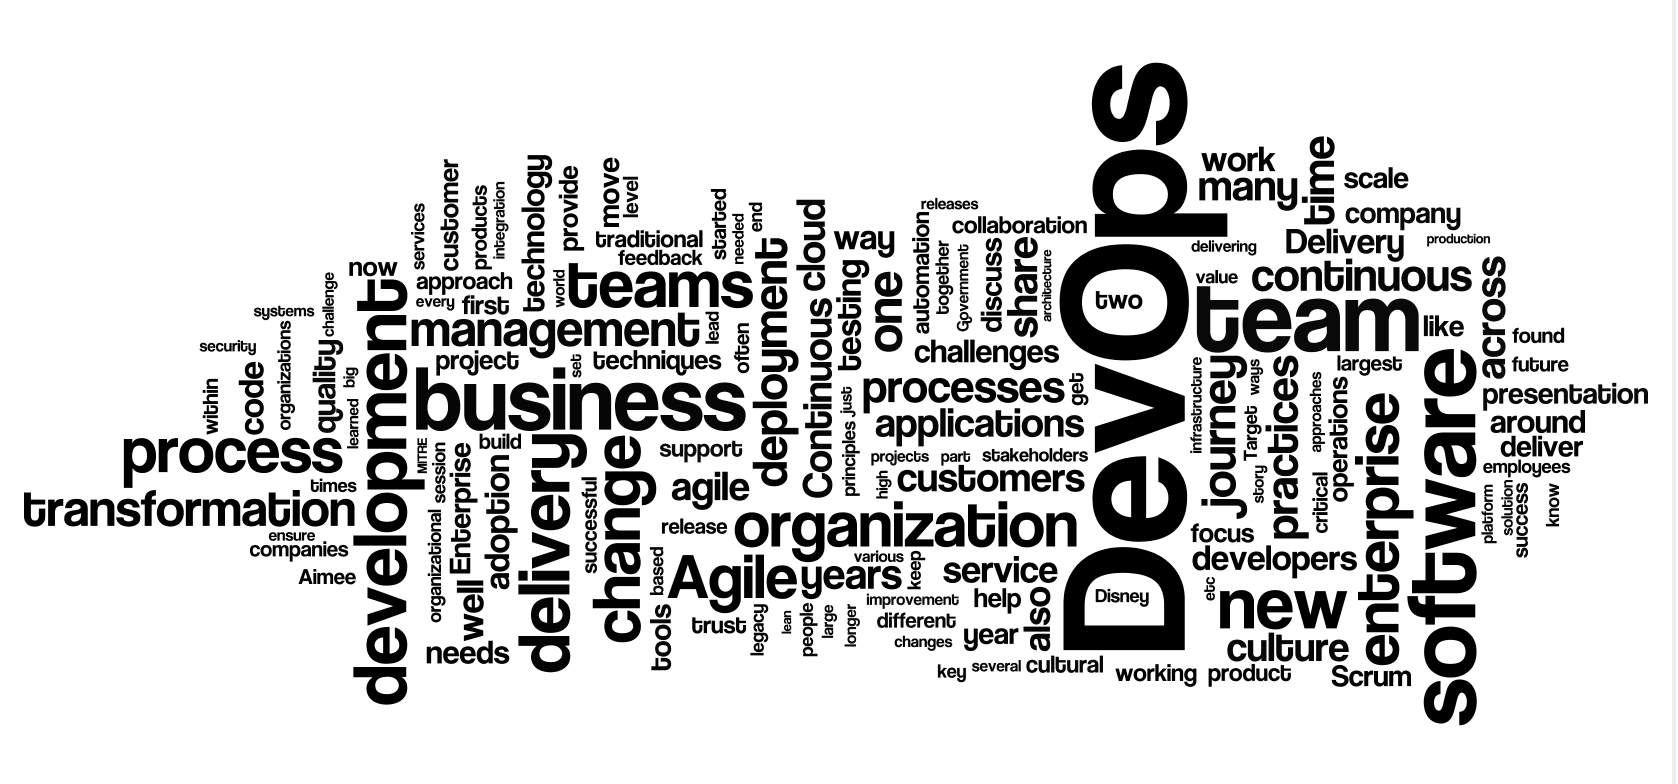 DevOps
two
Disney
work
many
time
scale
company
delivering
Delivery
production
value
continuous
team
like
across
found
future
presentation
around
deliver
employees
platform
solution
success
know
infrastructure
journey
ways
Target
story
practices
largest
approaches
operations
critical
enterprise
software
focus
developers
etc
new
culture
working
product
Scrum
releases
collaboration
automation
together
Government
discuss
share
architecture
way
one
challenges
processes
get
applications
projects
part
stakeholders
high
customers
organization
various
years
keep
service
improvement
help
also
different
changes
year
key
several
cultural
cloud
Continuous
testing
just
principles
deployment
end
needed
started
move
level
traditional
feedback
provide
technology
world
teams
integration
products
customer
services
approach
every
first
management
lead
project
set
techniques
often
business
support
agile
release
Agile
based
tools
trust
legacy
lean
people
large
longer
change
successful
delivery
build
adoption
Enterprise
session
MITRE
organizational
well
needs
development
now
challenge
systems
security
organizations
quality
big
learned
code
within
process
times
transformation
ensure
companies
Aimee